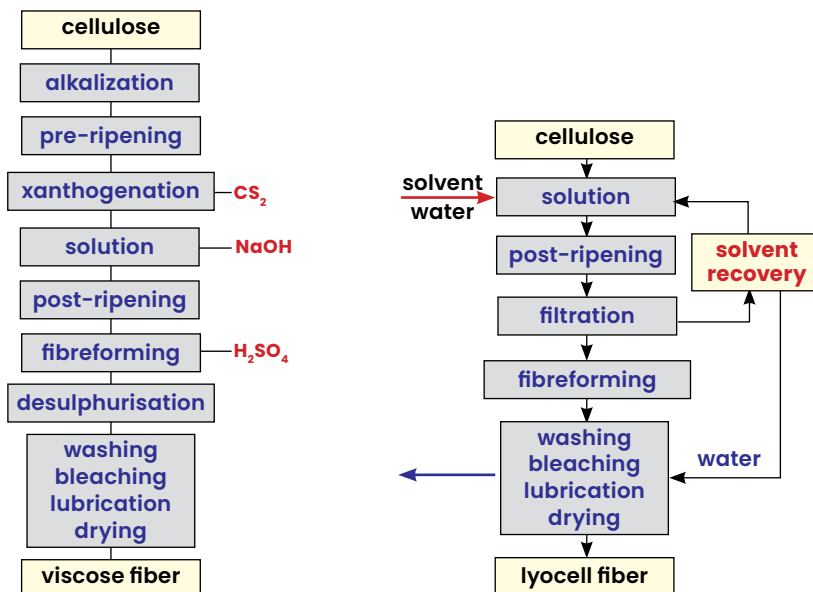 cellulose
alkalization
pre-ripening
xanthogenation
CS₂
solution
NaOH
post-ripening
fibreforming
H₂SO₄
desulphurisation
washing
bleaching
lubrication
drying
viscose fiber
cellulose
solvent
water
solution
post-ripening
solvent
recovery
filtration
fibreforming
washing
bleaching
lubrication
drying
water
lyocell fiber